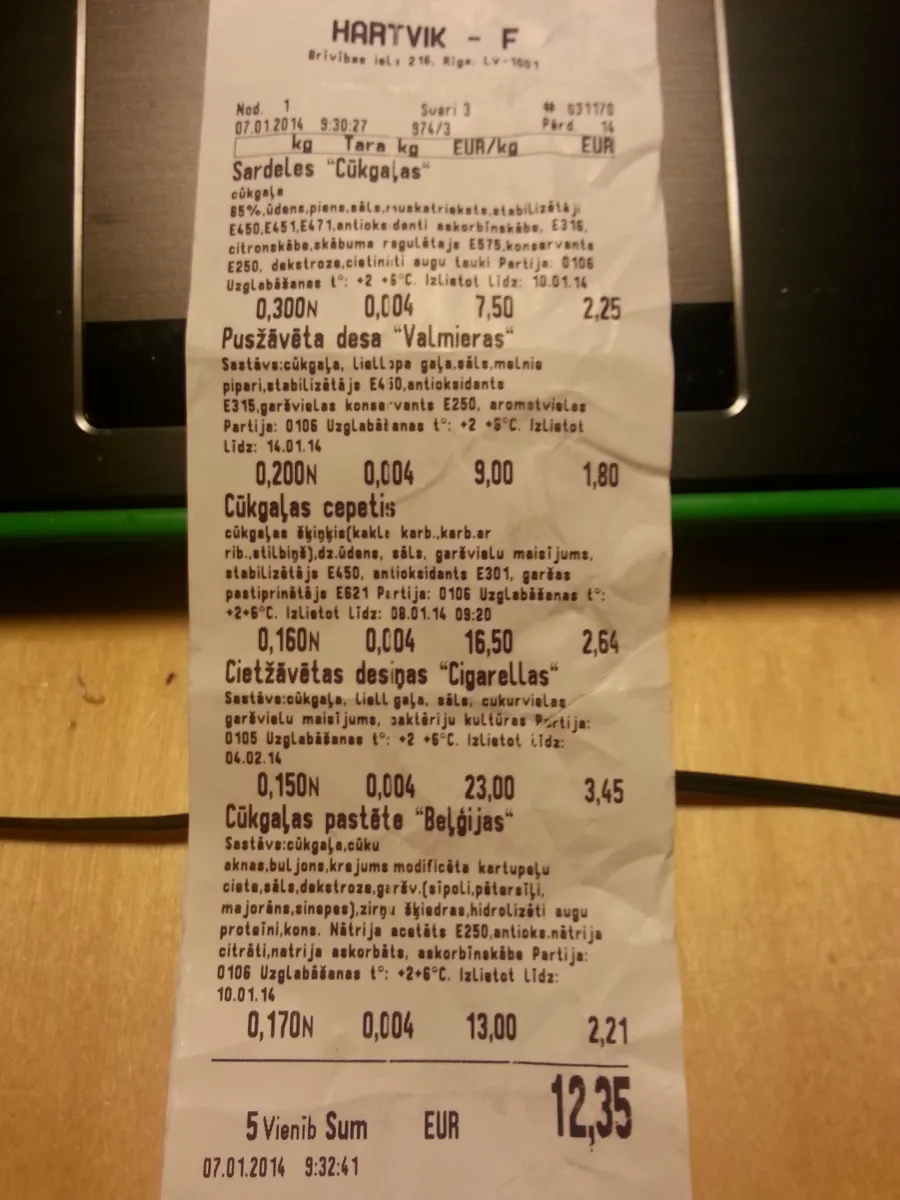 HARTVIK - F
Brīvības iela 216, Rīga, LV-1001
Nod. 1 Svari 3 # 031170
07.01.2014 9:30:27 974/3 Pārd. 14
kg Tara kg EUR/kg EUR
Sardeles "Cūkgaļas"
cūkgaļa
85%,ūdens,piens,sāls,muskatrieksts,stabilizētāji
E450,E451,E471,antioksidanti askorbīnskābe, E316,
citronskābe,skābuma regulētājs E575,konservants
E250, dekstroze,cietināti augu tauki Partija: 0106
Uzglabāšanas t°: +2 +6°C. Izlietot līdz: 10.01.14
0,300N 0,004 7,50 2,25
Pusžāvēta desa "Valmieras"
Sastāvs:cūkgaļa, liellopa gaļa,sāls,melnie
pipari,stabilizētājs E450,antioksidants
E315,garšvielas konservants E250, aromatvielas
Partija: 0106 Uzglabāšanas t°: +2 +6°C. Izlietot
līdz: 14.01.14
0,200N 0,004 9,00 1,80
Cūkgaļas cepetis
cūkgaļas šķiņķis(kakla karb.,karb.ar
rib.,stilbiņš),dz.ūdens, sāls, garšvielu maisījums,
stabilizētājs E450, antioksidants E301, garšas
pastiprinātājs E621 Partija: 0106 Uzglabāšanas t°:
+2+6°C. Izlietot līdz: 08.01.14 09:20
0,160N 0,004 16,50 2,64
Cietžāvētas desiņas "Cigarellas"
Sastāvs:cūkgaļa, liell gaļa, sāls, cukurvielas
garšvielu maisījums, baktēriju kultūras Partija:
0105 Uzglabāšanas t°: +2 +6°C. Izlietot līdz:
04.02.14
0,150N 0,004 23,00 3,45
Cūkgaļas pastēte "Beļģijas"
Sastāvs:cūkgaļa,cūku
aknas,buljons,krejums modificēta kartupeļu
ciete,sāls,dekstroze,garšv.(sīpoli,pētersīļi,
majorāns,sinepes),zirņu šķiedras,hidrolizēti augu
proteīni,kons. Nātrija acetāts E250,antioks.nātrija
citrāti,natrija askorbāts, askorbīnskābe Partija:
0106 Uzglabāšanas t°: +2+6°C. Izlietot līdz:
10.01.14
0,170N 0,004 13,00 2,21
5 Vienīb Sum EUR 12,35
07.01.2014 9:32:41